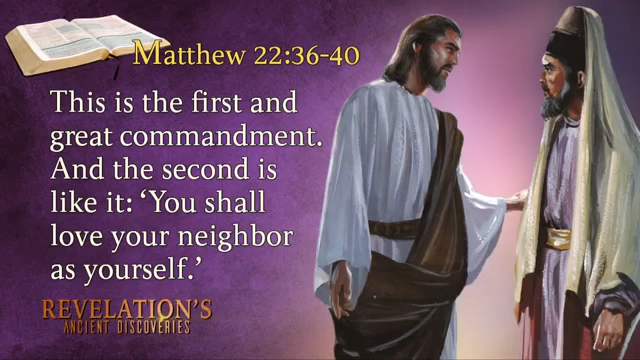 Matthew 22:36-40
This is the first and
great commandment.
And the second is
like it: ‘You shall
love your neighbor
as yourself.’
REVELATION'S
ANCIENT DISCOVERIES